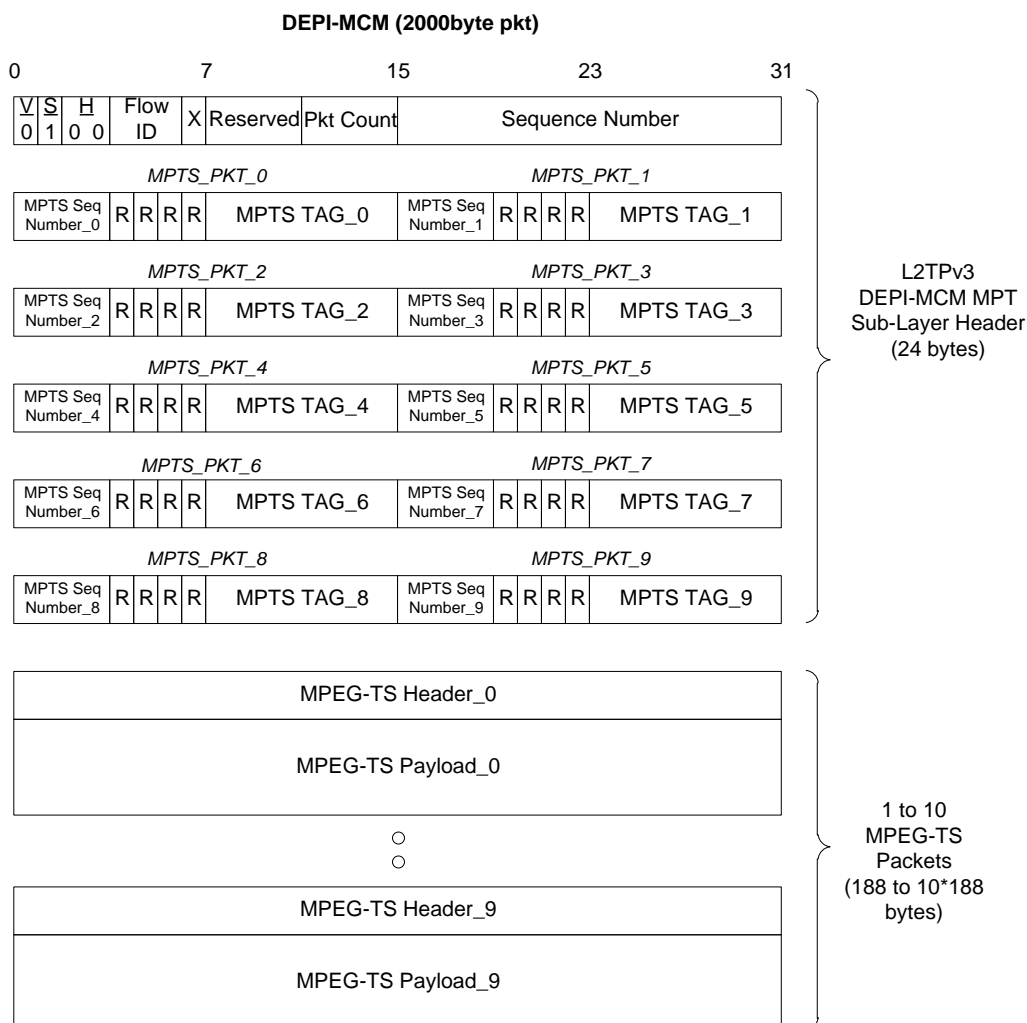 DEPI-MCM (2000byte pkt)
0 7 15 23 31
V S H Flow ID X Reserved Pkt Count Sequence Number
0 1 0 0
MPTS_PKT_0 MPTS_PKT_1
MPTS Seq Number_0 R R R R MPTS TAG_0 MPTS Seq Number_1 R R R R MPTS TAG_1
MPTS_PKT_2 MPTS_PKT_3
MPTS Seq Number_2 R R R R MPTS TAG_2 MPTS Seq Number_3 R R R R MPTS TAG_3
MPTS_PKT_4 MPTS_PKT_5
MPTS Seq Number_4 R R R R MPTS TAG_4 MPTS Seq Number_5 R R R R MPTS TAG_5
MPTS_PKT_6 MPTS_PKT_7
MPTS Seq Number_6 R R R R MPTS TAG_6 MPTS Seq Number_7 R R R R MPTS TAG_7
MPTS_PKT_8 MPTS_PKT_9
MPTS Seq Number_8 R R R R MPTS TAG_8 MPTS Seq Number_9 R R R R MPTS TAG_9
L2TPv3
DEPI-MCM MPT
Sub-Layer Header
(24 bytes)
MPEG-TS Header_0
MPEG-TS Payload_0
MPEG-TS Header_9
MPEG-TS Payload_9
1 to 10
MPEG-TS
Packets
(188 to 10*188
bytes)